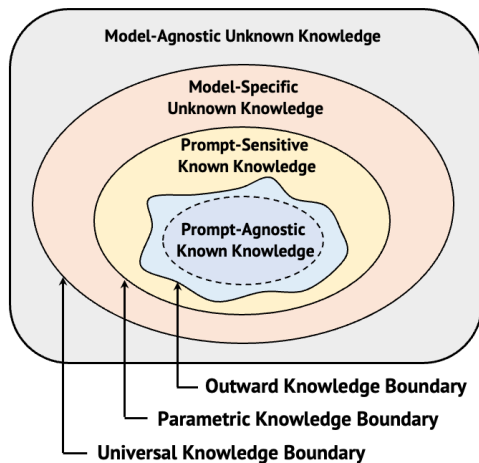 Model-Agnostic Unknown Knowledge
Model-Specific
Unknown Knowledge
Prompt-Sensitive
Known Knowledge
Prompt-Agnostic
Known Knowledge
Outward Knowledge Boundary
Parametric Knowledge Boundary
Universal Knowledge Boundary